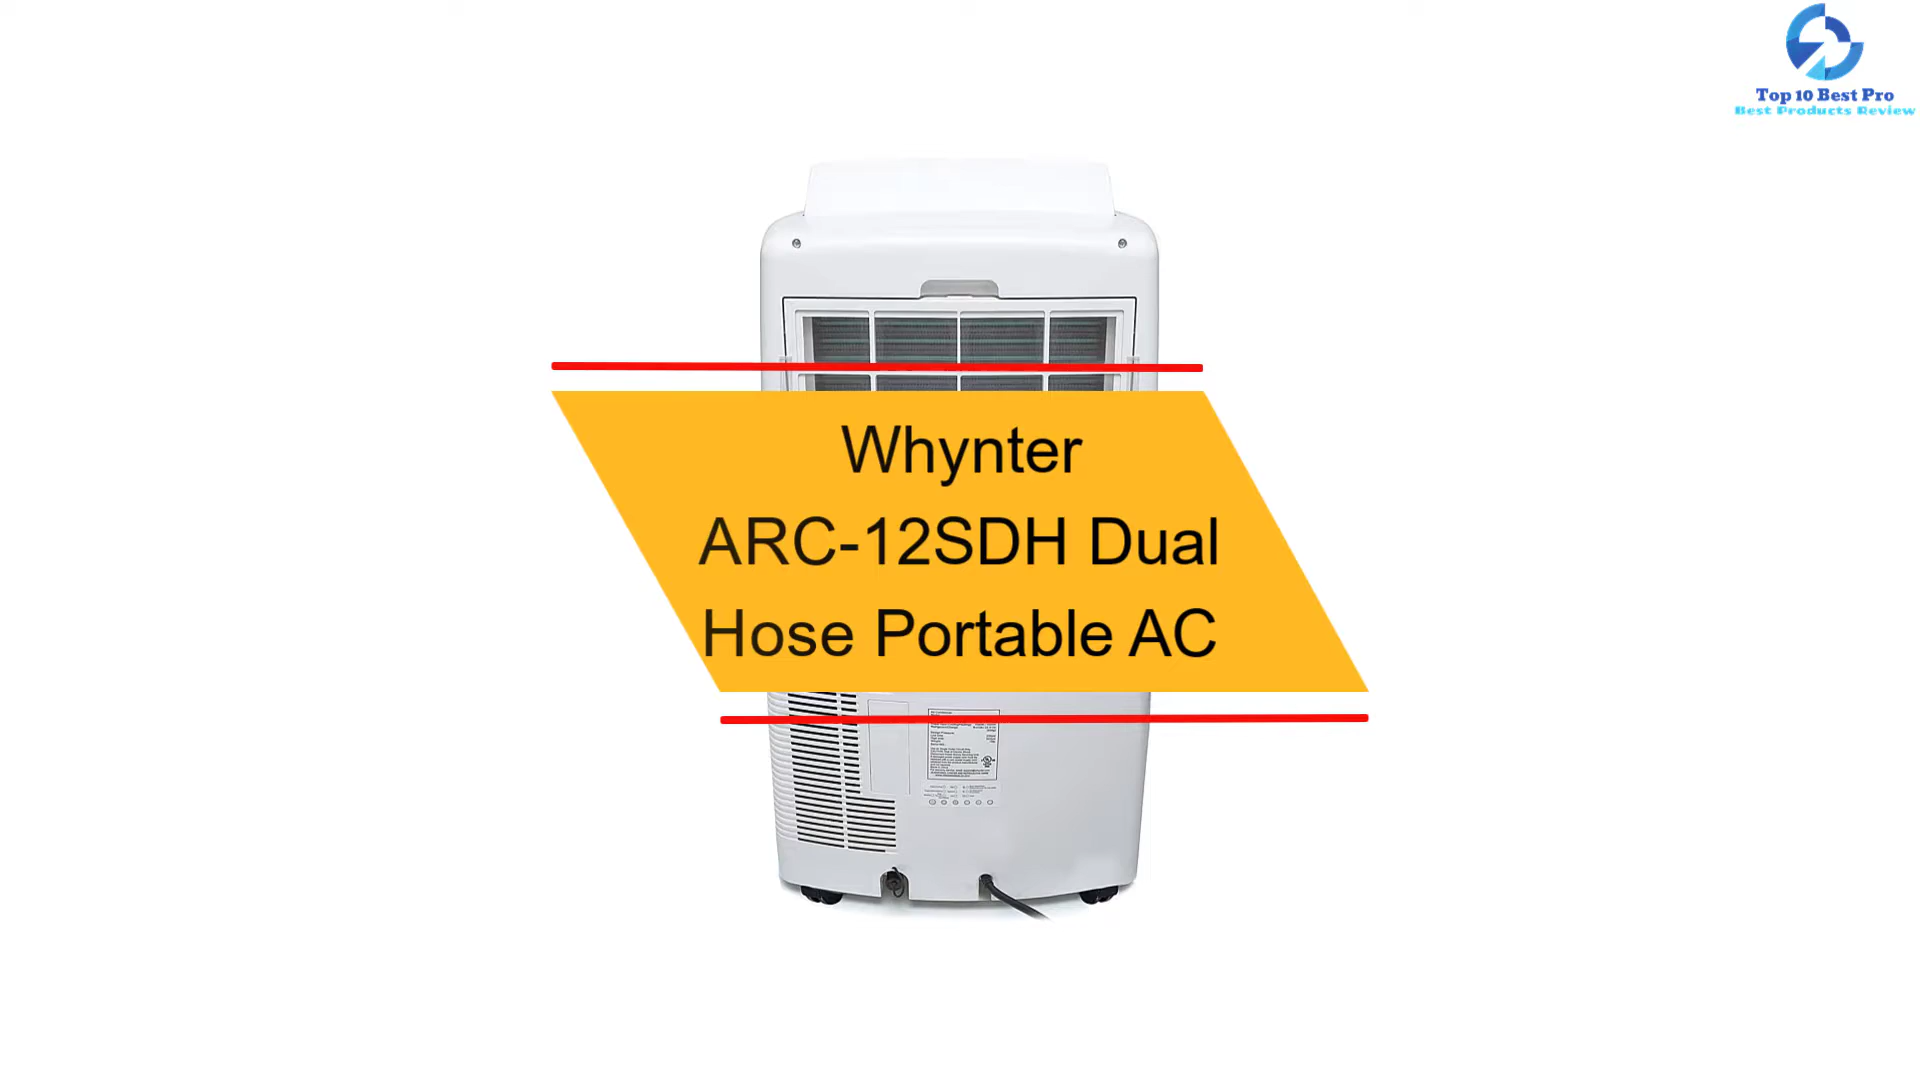 Top 10 Best Pro
Best Products Review
Whynter
ARC-12SDH Dual
Hose Portable AC